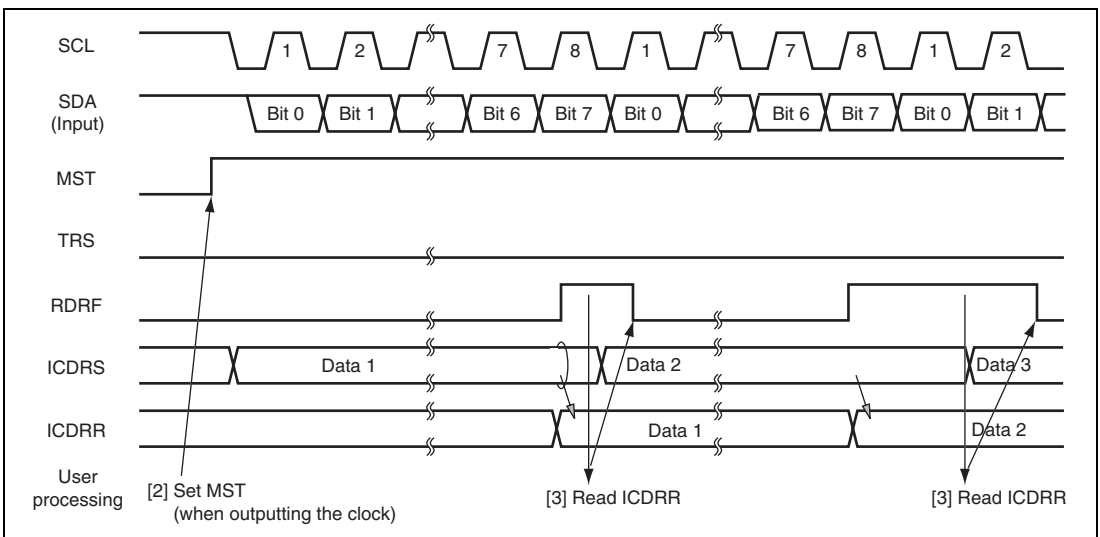 SCL 1 2 7 8 1 7 8 1 2
SDA
(Input) Bit 0 Bit 1 Bit 6 Bit 7 Bit 0 Bit 6 Bit 7 Bit 0 Bit 1
MST
TRS
RDRF
ICDRS Data 1 Data 2 Data 3
ICDRR Data 1 Data 2
User
processing
[2] Set MST
(when outputting the clock)
[3] Read ICDRR
[3] Read ICDRR